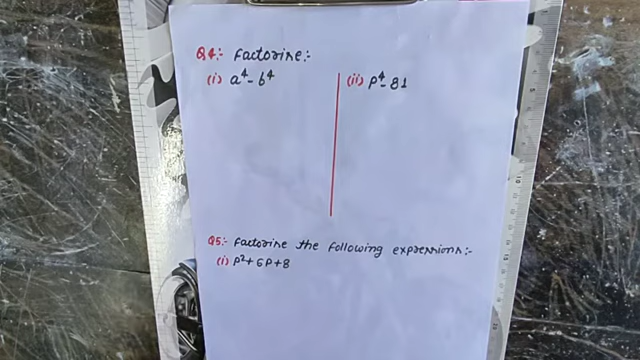 Q4:- Factorise:-
(i) a⁴- b⁴
(ii) P⁴- 81
Q5:- Factorise the following expressions:-
(i) P²+ 6P+8